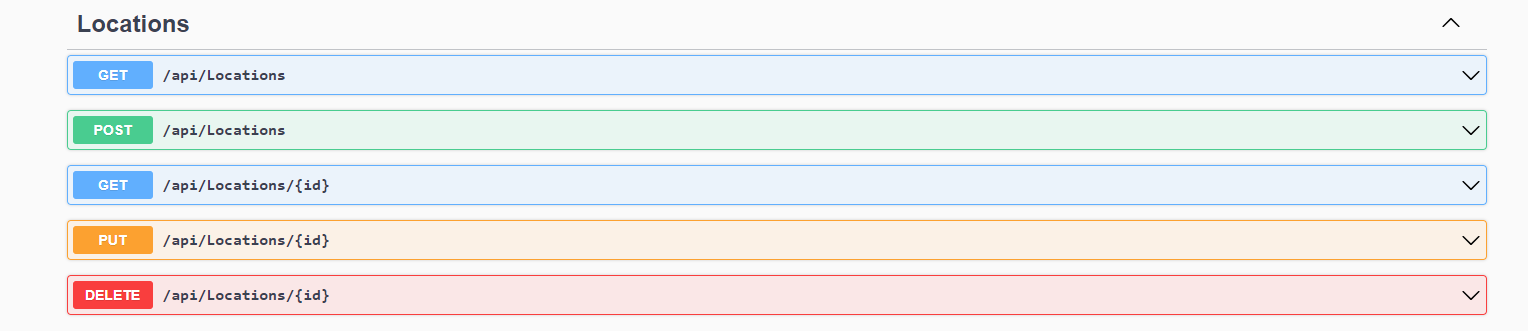 Locations
GET /api/Locations
POST /api/Locations
GET /api/Locations/{id}
PUT /api/Locations/{id}
DELETE /api/Locations/{id}